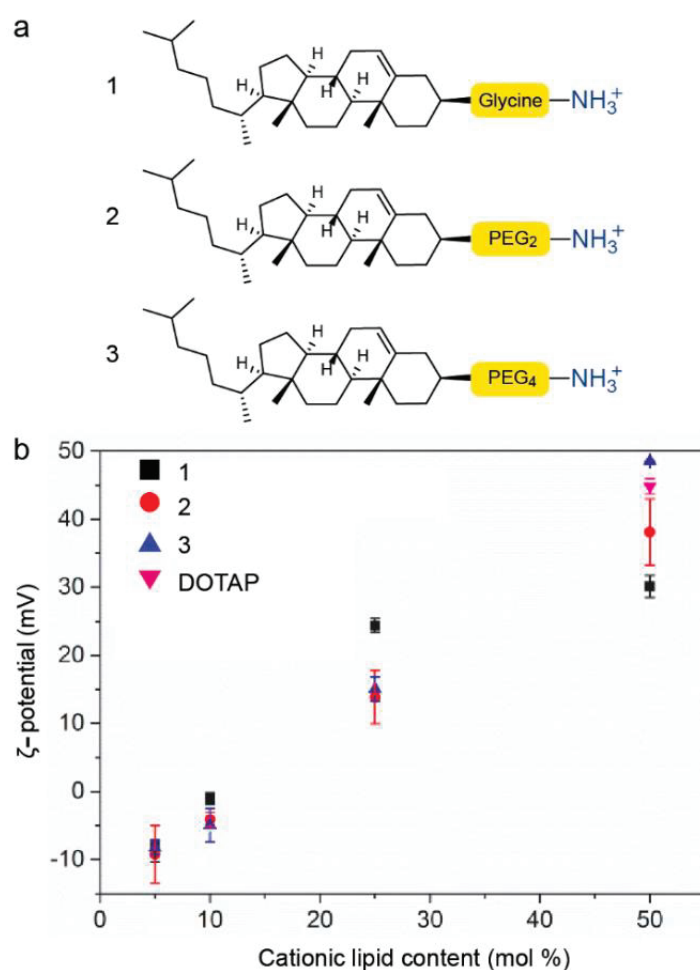 a
1
H
H
H
H
Glycine
NH₃⁺
2
H
H
H
H
PEG₂
NH₃⁺
3
H
H
H
H
PEG₄
NH₃⁺
b
1
2
3
DOTAP
50
40
30
20
10
0
-10
ζ-potential (mV)
0
10
20
30
40
50
Cationic lipid content (mol %)